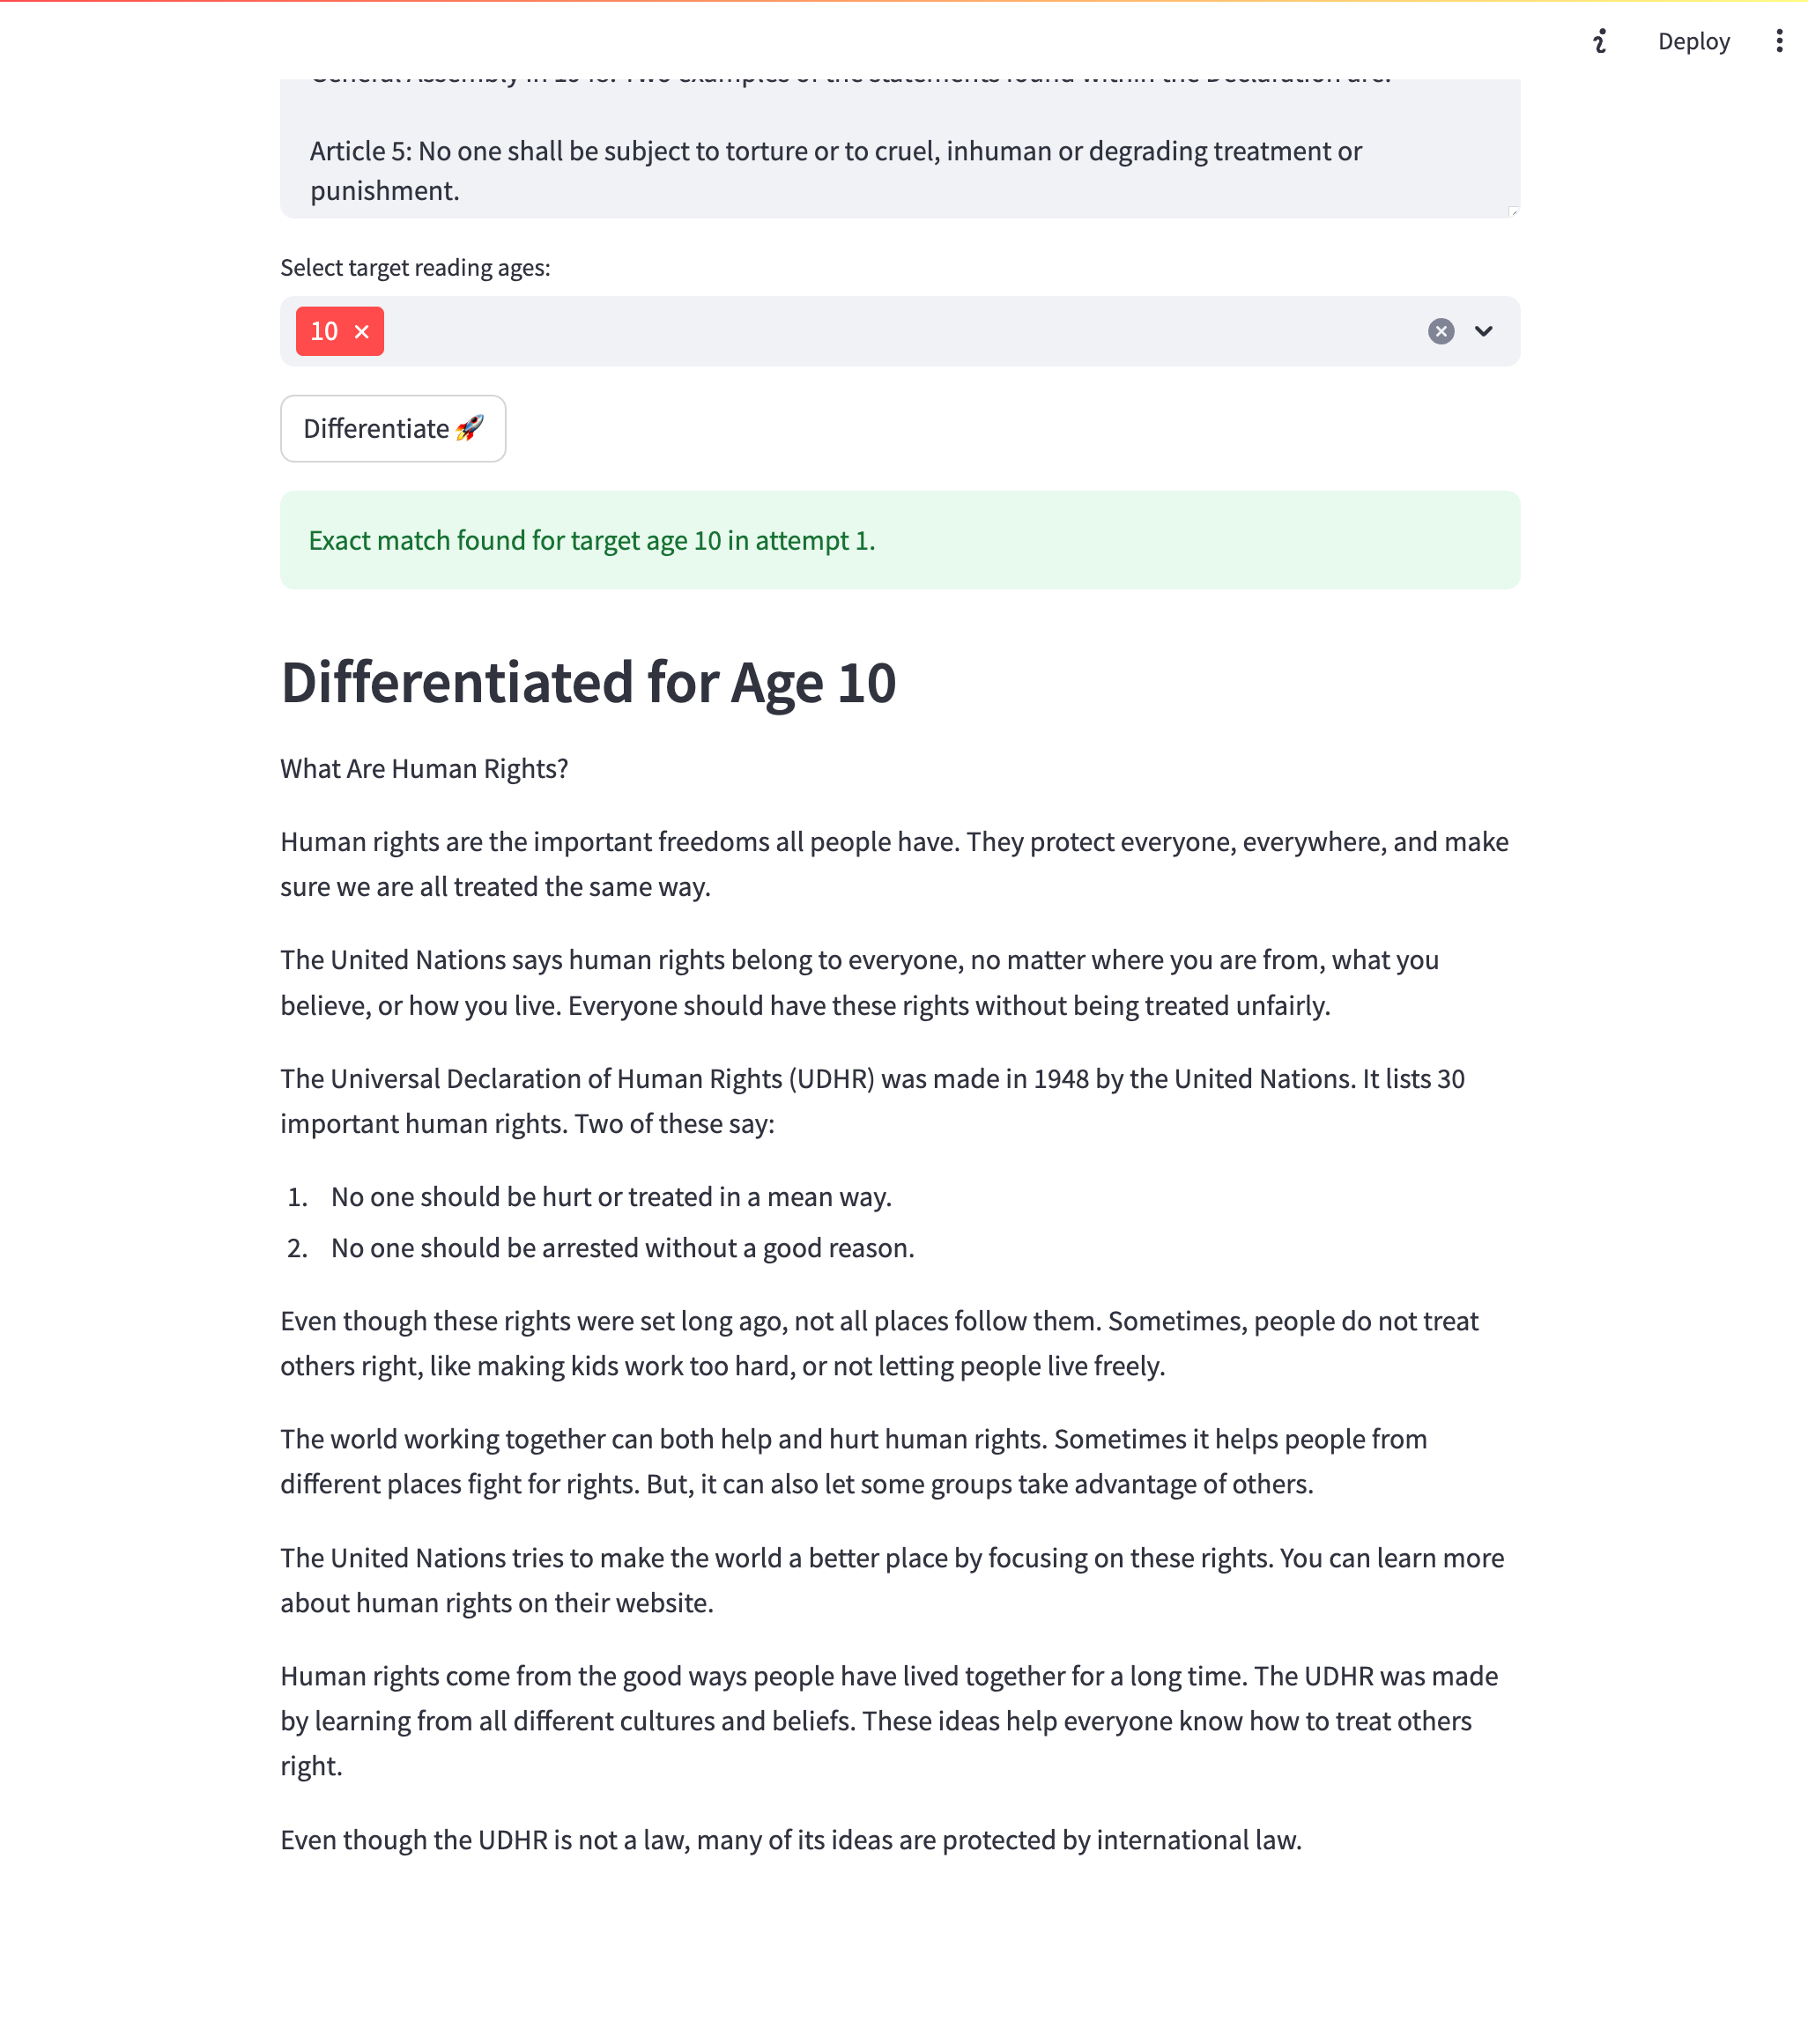 Deploy
General Assembly in 1948. Two examples of the statements found within the Declaration are:
Article 5: No one shall be subject to torture or to cruel, inhuman or degrading treatment or
punishment.
Select target reading ages:
10
Differentiate 🚀
Exact match found for target age 10 in attempt 1.
Differentiated for Age 10
What Are Human Rights?
Human rights are the important freedoms all people have. They protect everyone, everywhere, and make
sure we are all treated the same way.
The United Nations says human rights belong to everyone, no matter where you are from, what you
believe, or how you live. Everyone should have these rights without being treated unfairly.
The Universal Declaration of Human Rights (UDHR) was made in 1948 by the United Nations. It lists 30
important human rights. Two of these say:
1. No one should be hurt or treated in a mean way.
2. No one should be arrested without a good reason.
Even though these rights were set long ago, not all places follow them. Sometimes, people do not treat
others right, like making kids work too hard, or not letting people live freely.
The world working together can both help and hurt human rights. Sometimes it helps people from
different places fight for rights. But, it can also let some groups take advantage of others.
The United Nations tries to make the world a better place by focusing on these rights. You can learn more
about human rights on their website.
Human rights come from the good ways people have lived together for a long time. The UDHR was made
by learning from all different cultures and beliefs. These ideas help everyone know how to treat others
right.
Even though the UDHR is not a law, many of its ideas are protected by international law.